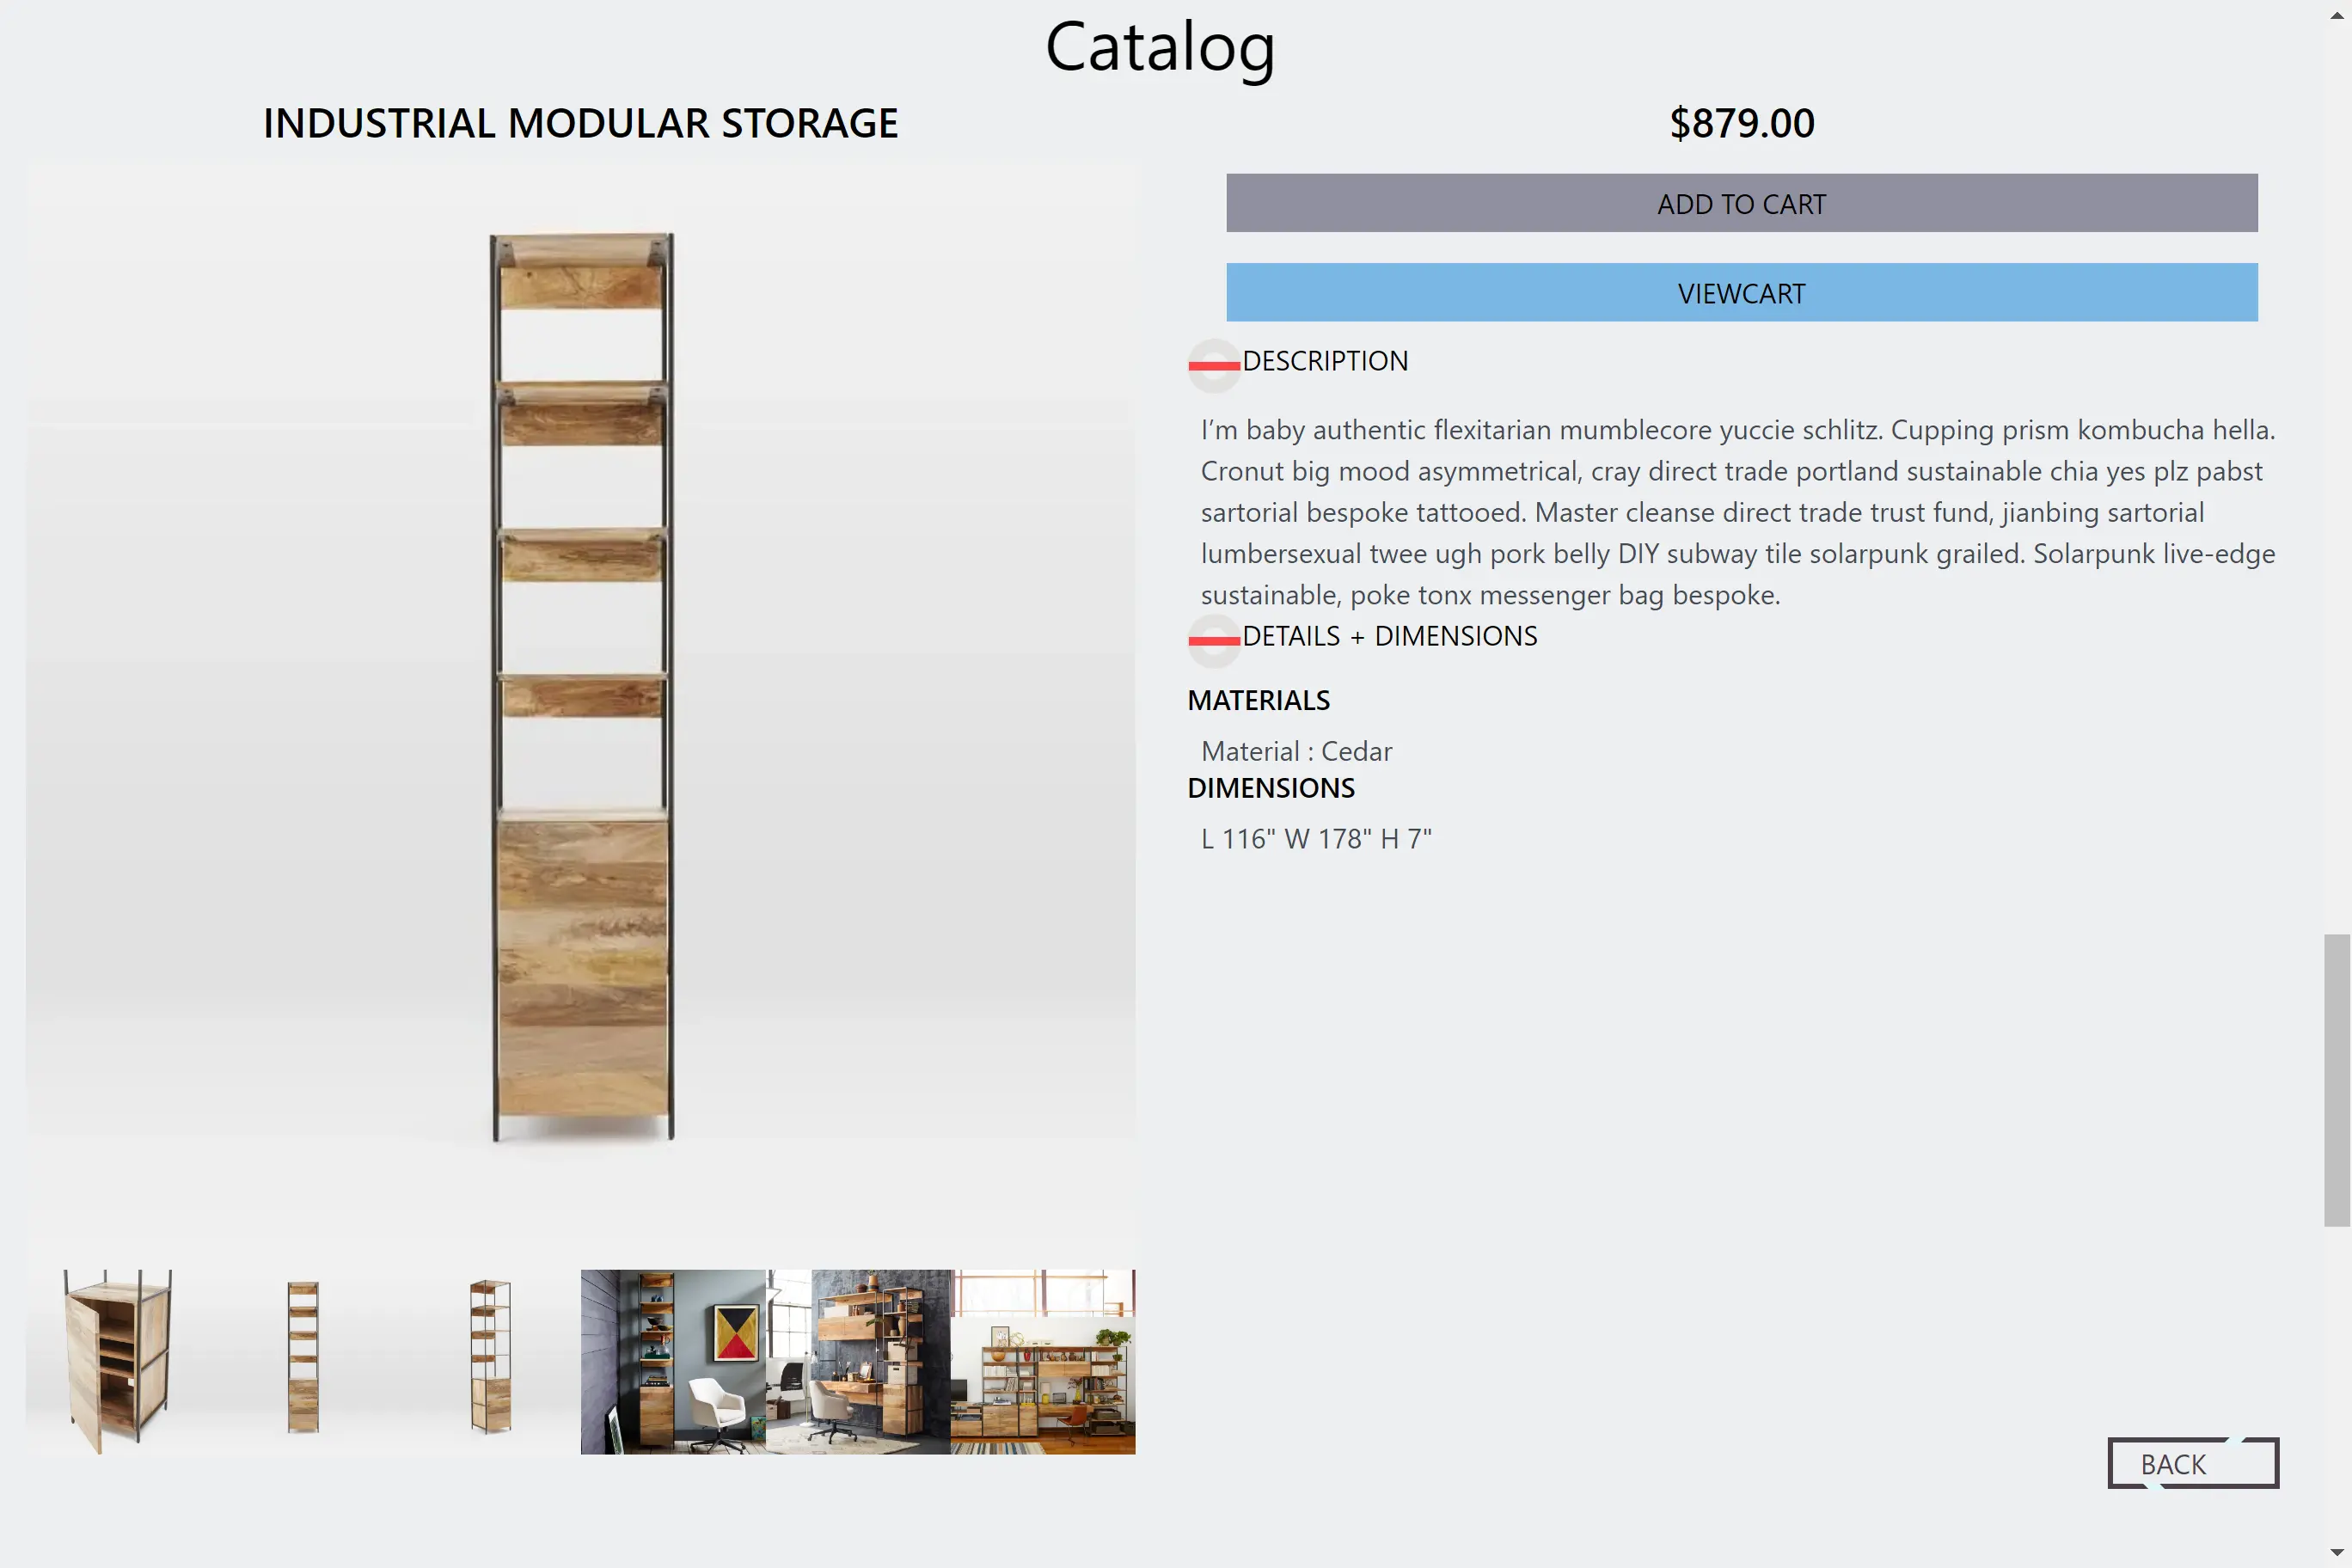 Catalog
INDUSTRIAL MODULAR STORAGE
$879.00
ADD TO CART
VIEWCART
DESCRIPTION
I’m baby authentic flexitarian mumblecore yuccie schlitz. Cupping prism kombucha hella.
Cronut big mood asymmetrical, cray direct trade portland sustainable chia yes plz pabst
sartorial bespoke tattooed. Master cleanse direct trade trust fund, jianbing sartorial
lumbersexual twee ugh pork belly DIY subway tile solarpunk grailed. Solarpunk live-edge
sustainable, poke tonx messenger bag bespoke.
DETAILS + DIMENSIONS
MATERIALS
Material : Cedar
DIMENSIONS
L 116" W 178" H 7"
BACK